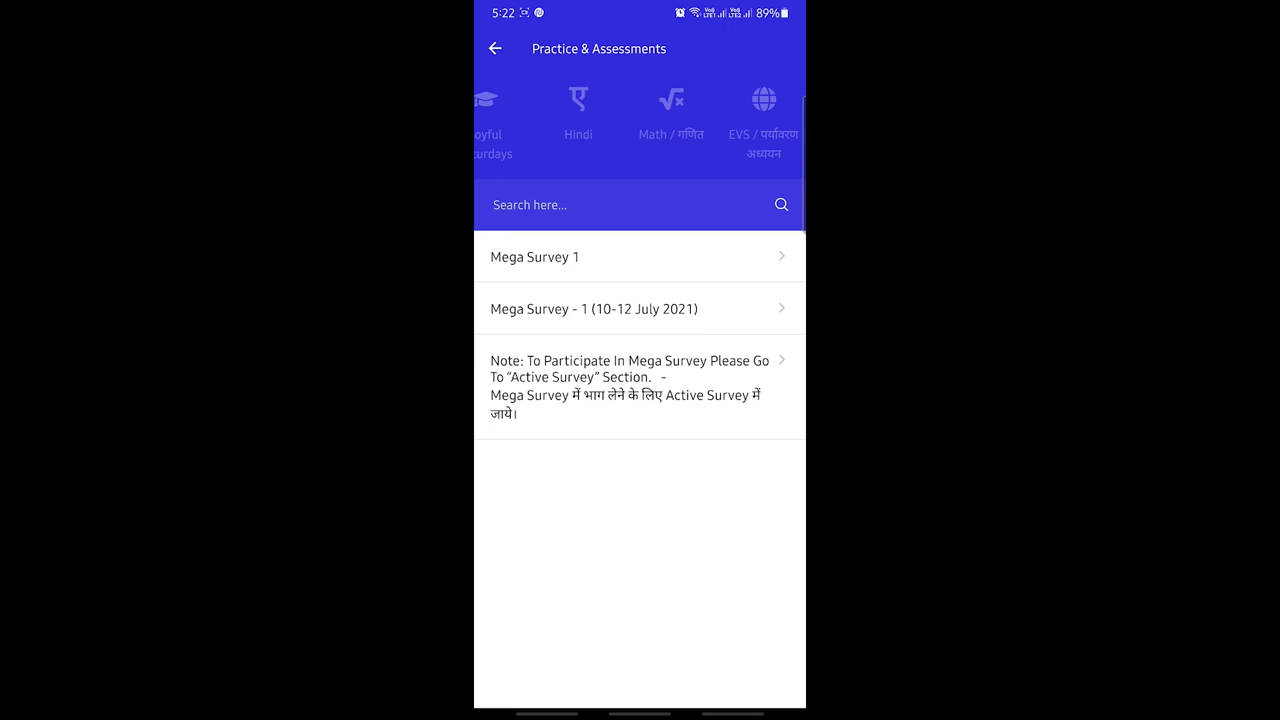 5:22
89%
Practice & Assessments
ए
oyful
turdays
Hindi
Math / गणित
EVS / पर्यावरण
अध्ययन
Search here...
Mega Survey 1
Mega Survey - 1 (10-12 July 2021)
Note: To Participate In Mega Survey Please Go
To “Active Survey” Section. -
Mega Survey में भाग लेने के लिए Active Survey में
जाये।